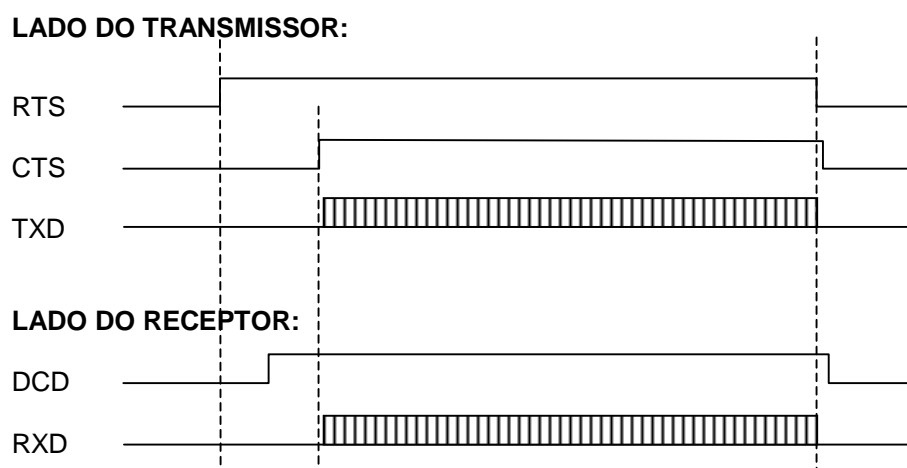 LADO DO TRANSMISSOR:
RTS
CTS
TXD
LADO DO RECEPTOR:
DCD
RXD